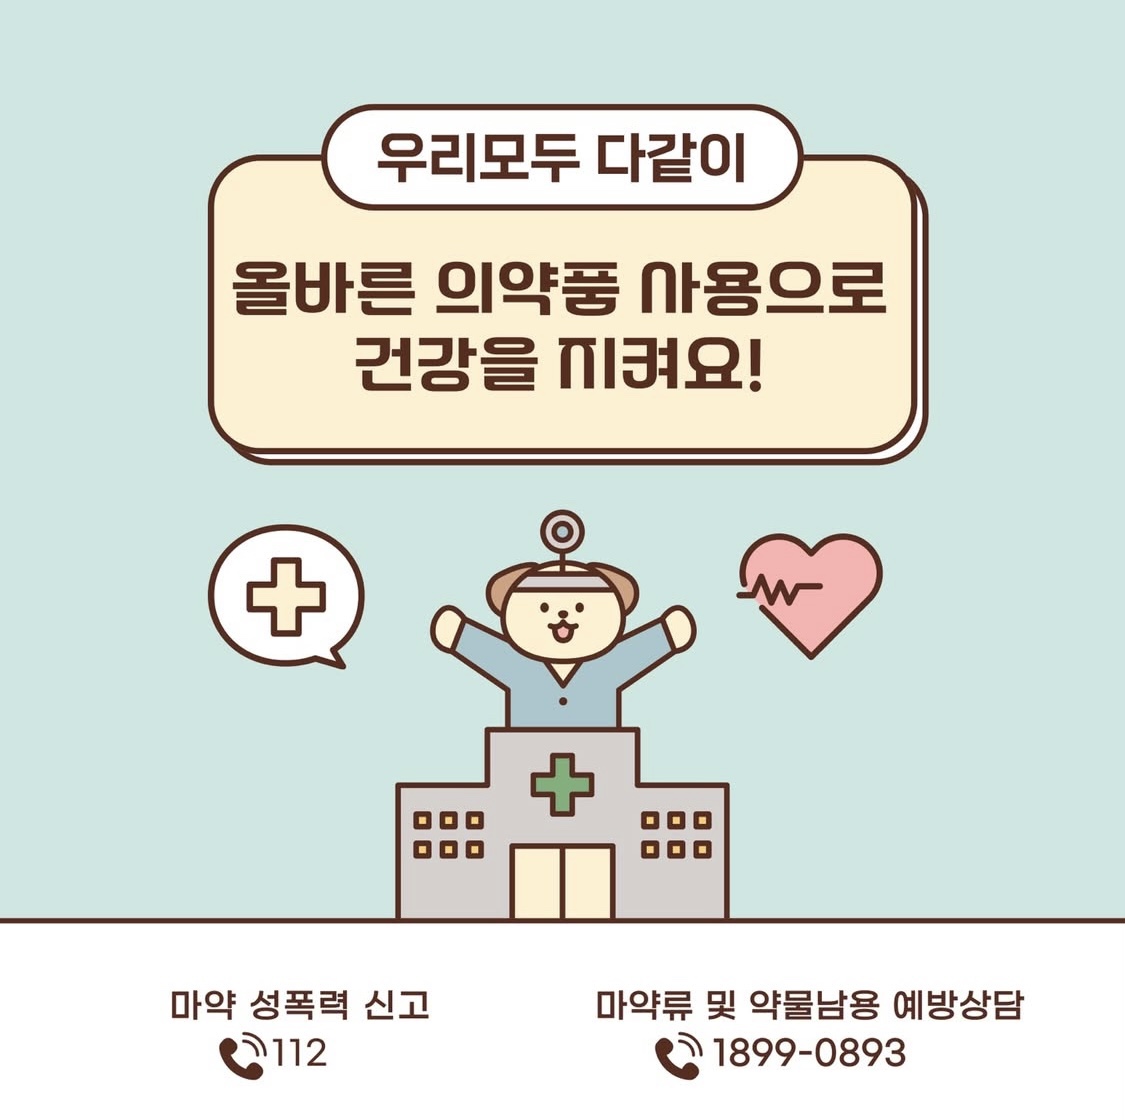 우리모두 다같이
올바른 의약품 사용으로
건강을 지켜요!
마약 성폭력 신고
112
마약류 및 약물남용 예방상담
1899-0893